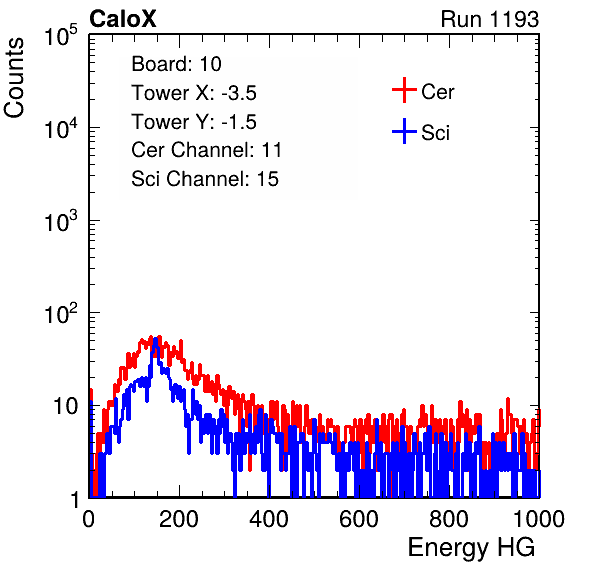 CaloX Run 1193
Counts
10^5
10^4
10^3
10^2
10
1
Board: 10
Tower X: -3.5
Tower Y: -1.5
Cer Channel: 11
Sci Channel: 15
Cer
Sci
0 200 400 600 800 1000
Energy HG